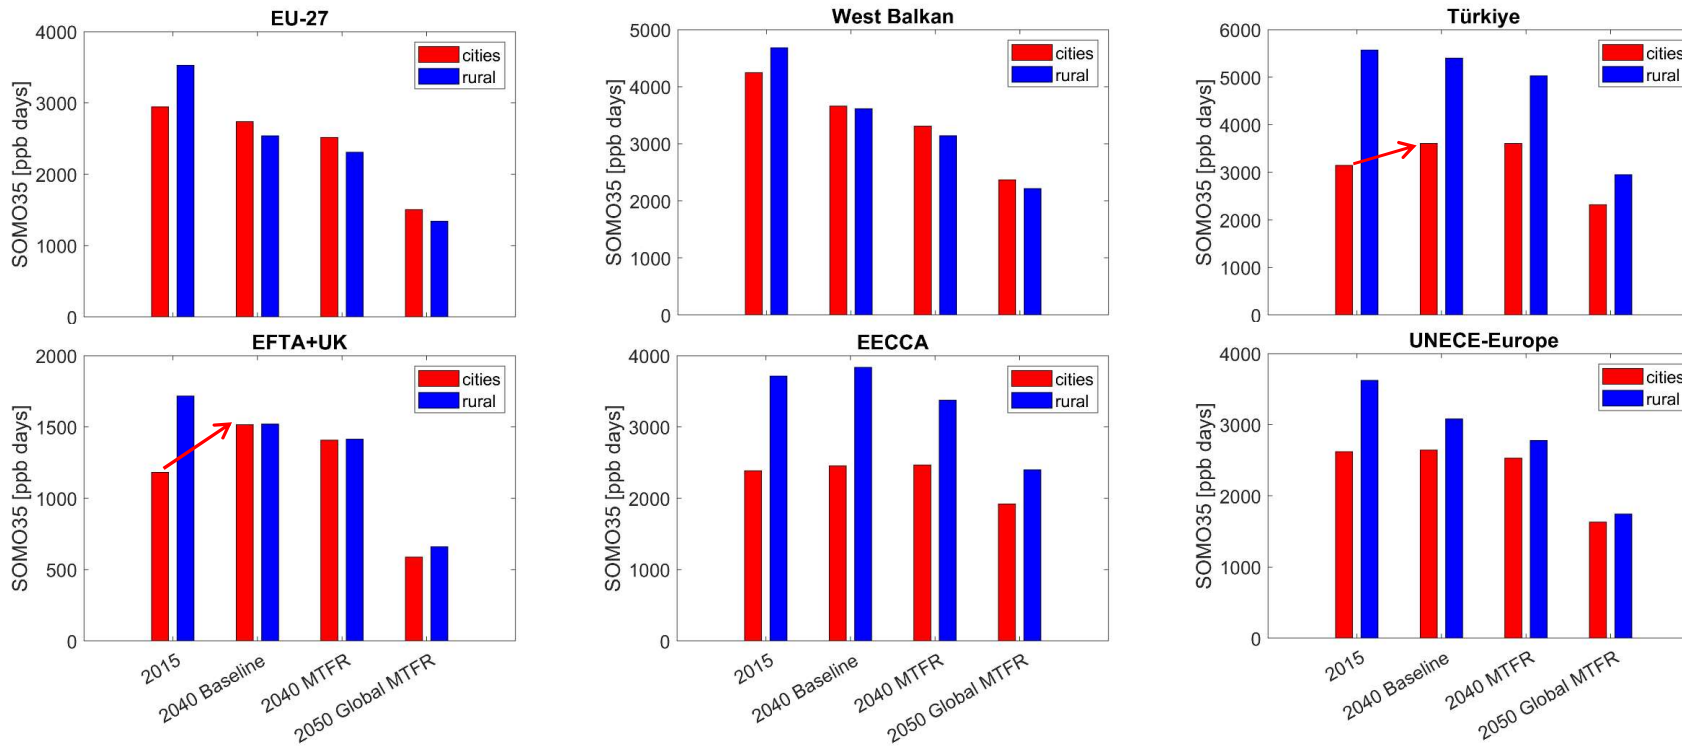 EU-27
4000
3000
2000
1000
0
SOMO35 [ppb days]
cities
rural
West Balkan
5000
4000
3000
2000
1000
0
SOMO35 [ppb days]
cities
rural
Türkiye
6000
5000
4000
3000
2000
1000
0
SOMO35 [ppb days]
cities
rural
EFTA+UK
2000
1500
1000
500
0
SOMO35 [ppb days]
cities
rural
2015
2040 Baseline
2040 MTFR
2050 Global MTFR
EECCA
4000
3000
2000
1000
0
SOMO35 [ppb days]
cities
rural
2015
2040 Baseline
2040 MTFR
2050 Global MTFR
UNECE-Europe
4000
3000
2000
1000
0
SOMO35 [ppb days]
cities
rural
2015
2040 Baseline
2040 MTFR
2050 Global MTFR